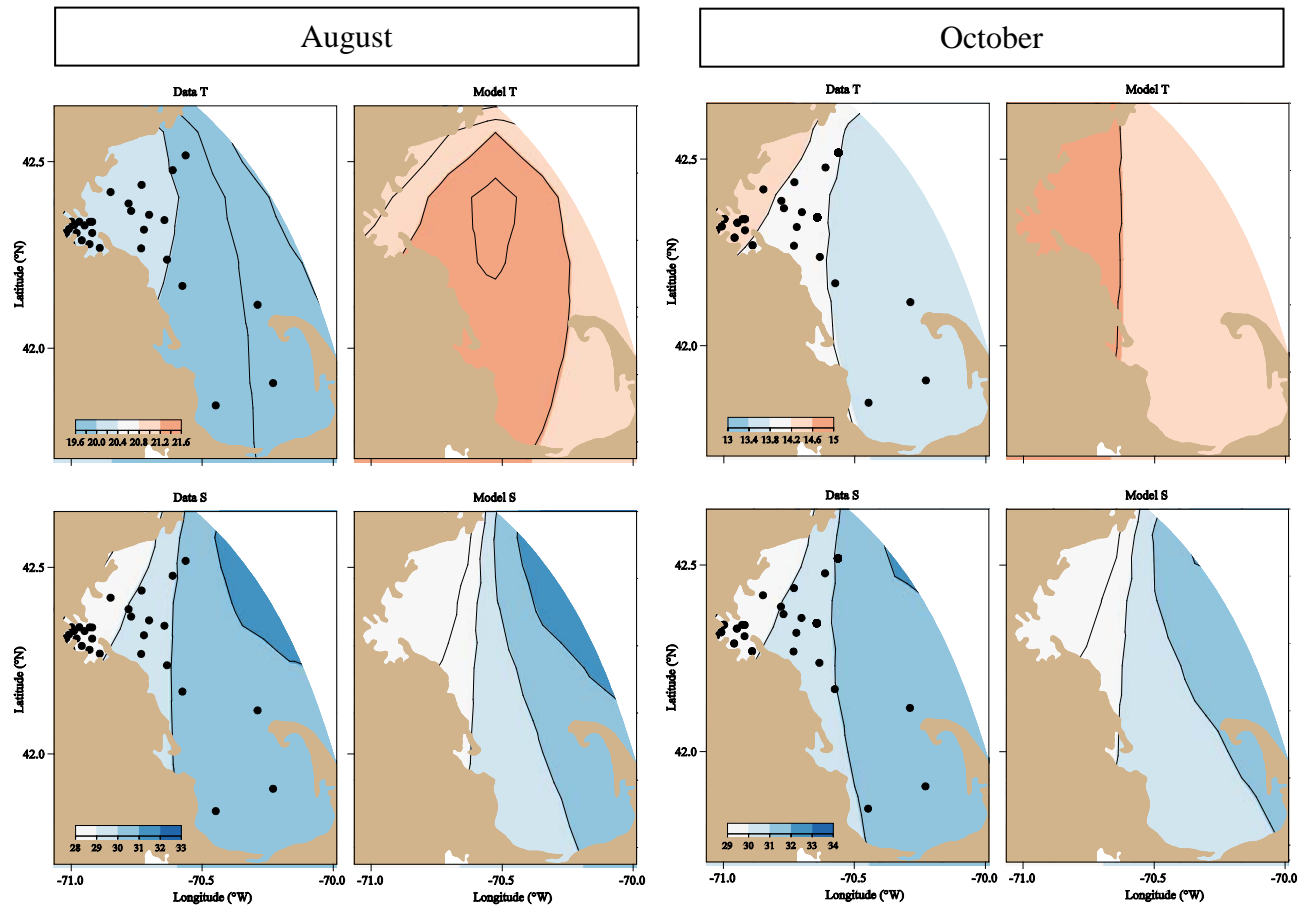 August
October
Data T
Model T
Data T
Model T
42.5
42.0
Latitude (°N)
19.6 20.0 20.4 20.8 21.2 21.6
42.5
42.0
Latitude (°N)
13 13.4 13.8 14.2 14.6 15
Data S
Model S
Data S
Model S
42.5
42.0
Latitude (°N)
28 29 30 31 32 33
42.5
42.0
Latitude (°N)
29 30 31 32 33 34
-71.0 -70.5 -70.0
-71.0 -70.5 -70.0
-71.0 -70.5 -70.0
-71.0 -70.5 -70.0
Longitude (°W)
Longitude (°W)
Longitude (°W)
Longitude (°W)